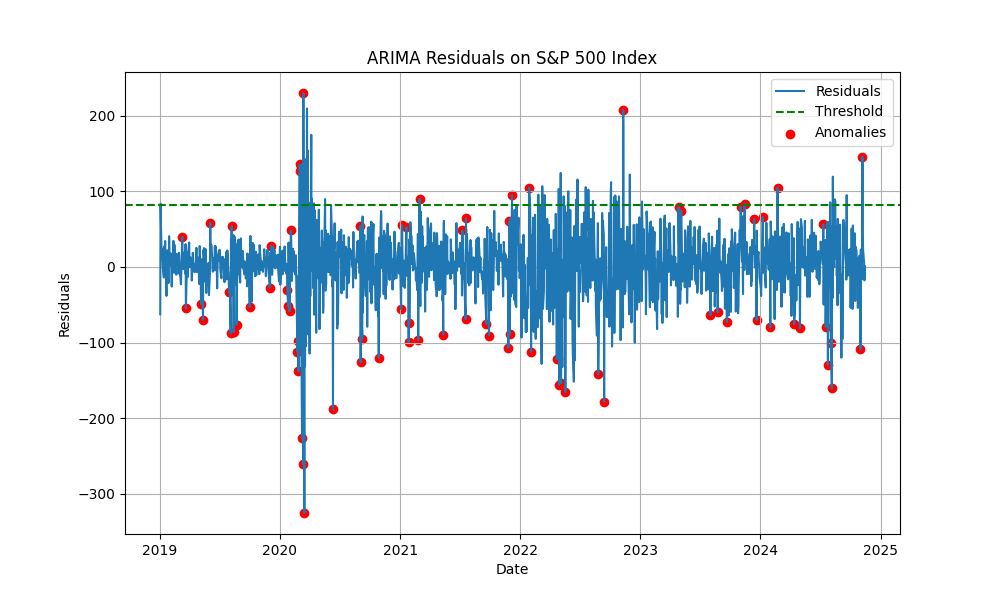 ARIMA Residuals on S&P 500 Index
Residuals
Threshold
Anomalies
Residuals
200
100
0
−100
−200
−300
2019
2020
2021
2022
2023
2024
2025
Date